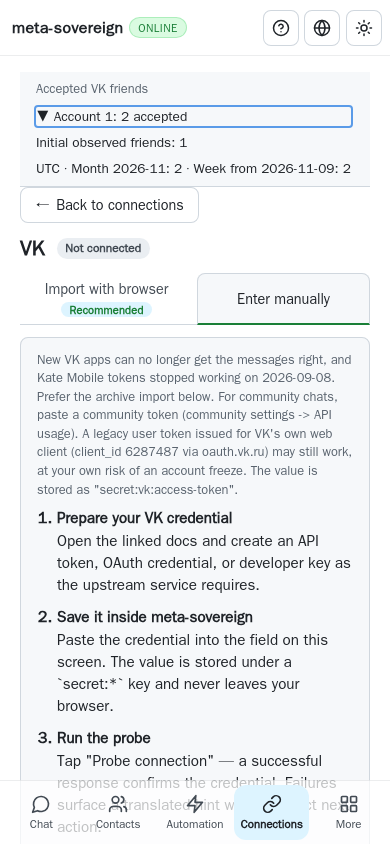 meta-sovereign ONLINE
Accepted VK friends
▼ Account 1: 2 accepted
Initial observed friends: 1
UTC · Month 2026-11: 2 · Week from 2026-11-09: 2
← Back to connections
VK Not connected
Import with browser
Recommended
Enter manually
New VK apps can no longer get the messages right, and
Kate Mobile tokens stopped working on 2026-09-08.
Prefer the archive import below. For community chats,
paste a community token (community settings -> API
usage). A legacy user token issued for VK's own web
client (client_id 6287487 via oauth.vk.ru) may still work,
at your own risk of an account freeze. The value is
stored as "secret:vk:access-token".
1. Prepare your VK credential
Open the linked docs and create an API
token, OAuth credential, or developer key as
the upstream service requires.
2. Save it inside meta-sovereign
Paste the credential into the field on this
screen. The value is stored under a
`secret:*` key and never leaves your
browser.
3. Run the probe
Tap "Probe connection" — a successful
response confirms the credential. Failures
surface translated
action.
Chat
Contacts
Automation
Connections
More